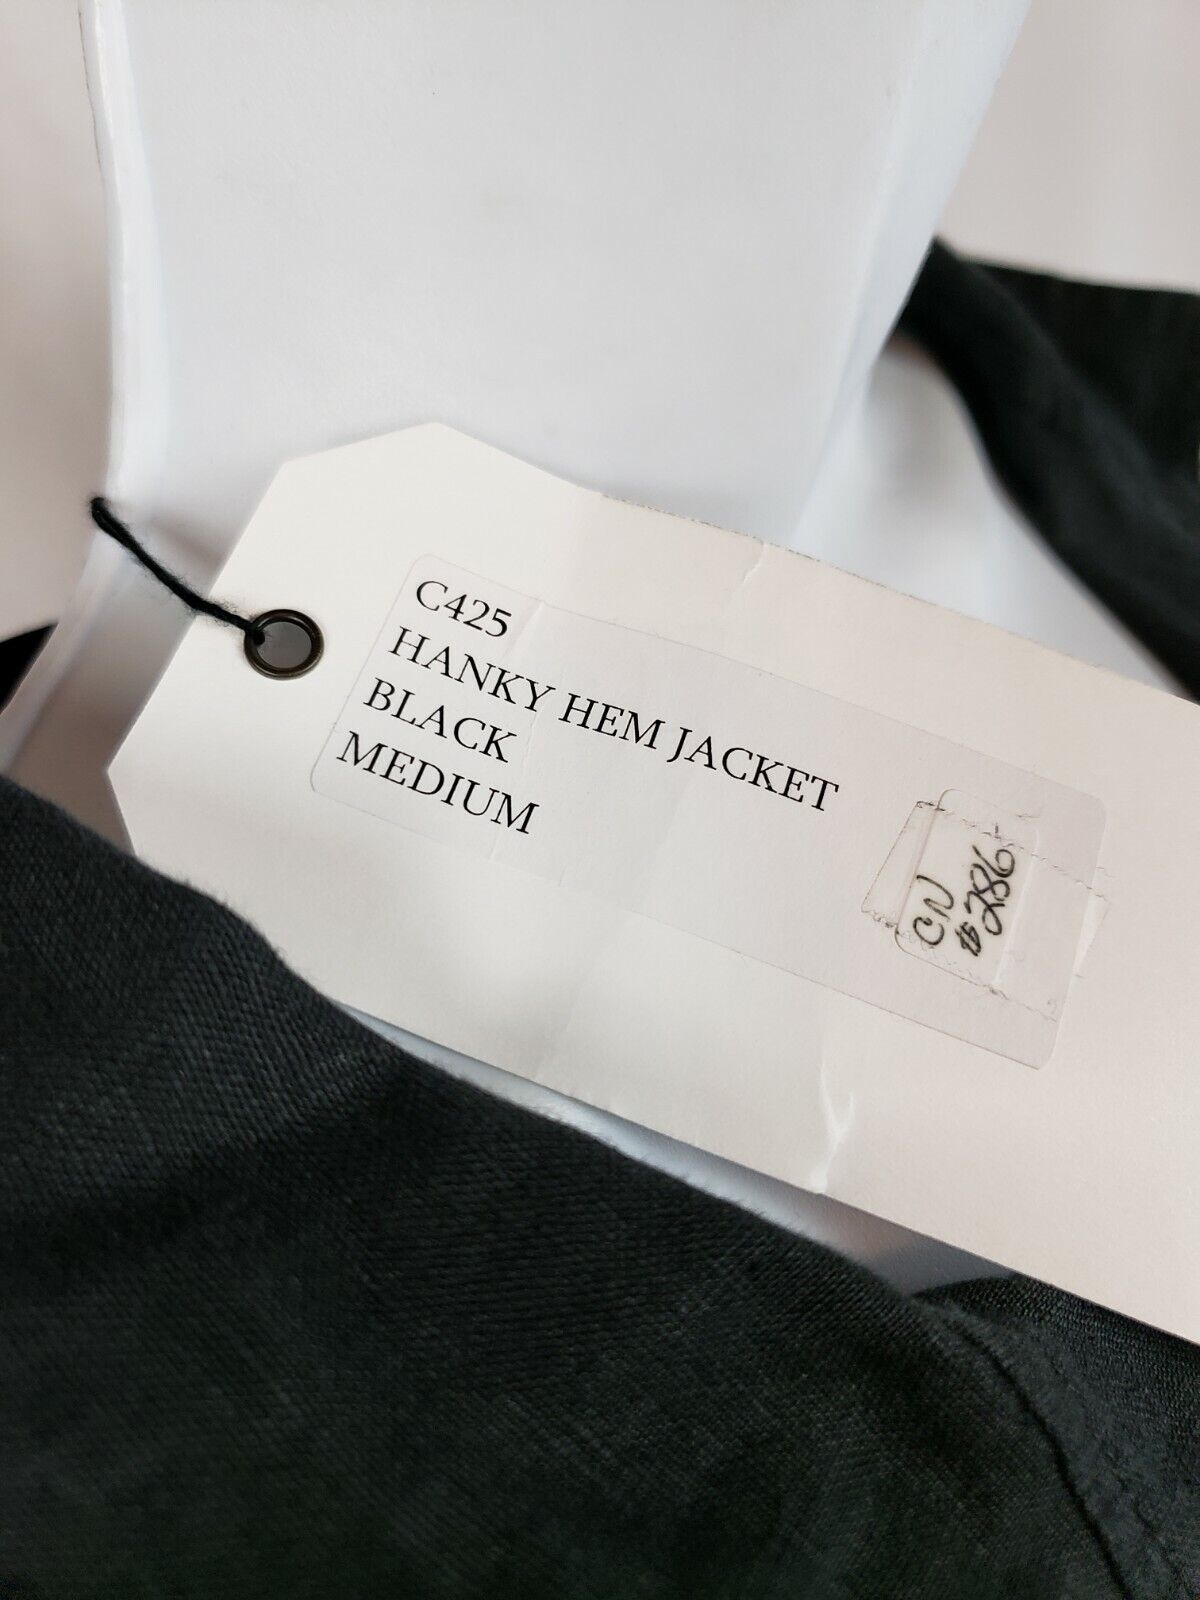 C425
HANKY HEM JACKET
BLACK
MEDIUM
CN
$286